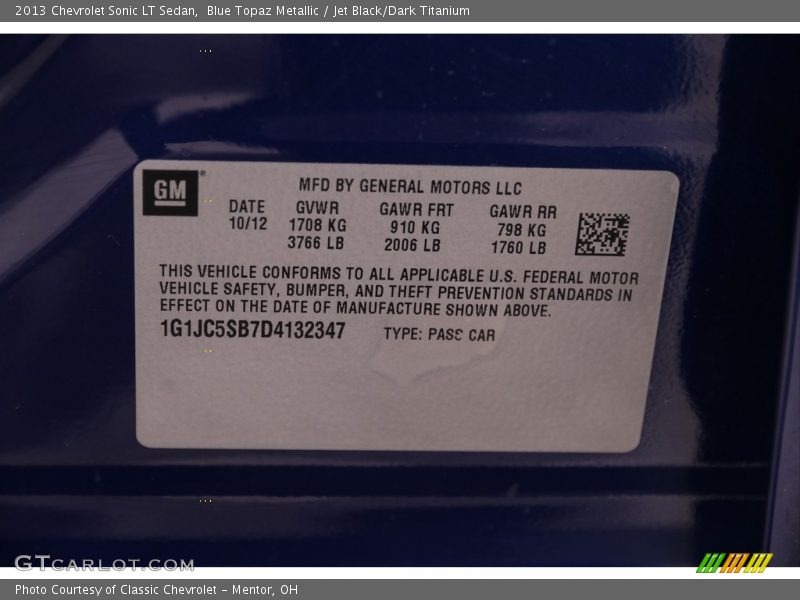 2013 Chevrolet Sonic LT Sedan, Blue Topaz Metallic / Jet Black/Dark Titanium
GM
MFD BY GENERAL MOTORS LLC
DATE GVWR GAWR FRT GAWR RR
10/12 1708 KG 910 KG 798 KG
3766 LB 2006 LB 1760 LB
THIS VEHICLE CONFORMS TO ALL APPLICABLE U.S. FEDERAL MOTOR
VEHICLE SAFETY, BUMPER, AND THEFT PREVENTION STANDARDS IN
EFFECT ON THE DATE OF MANUFACTURE SHOWN ABOVE.
1G1JC5SB7D4132347 TYPE: PASS CAR
GTCARLOT.COM
Photo Courtesy of Classic Chevrolet - Mentor, OH